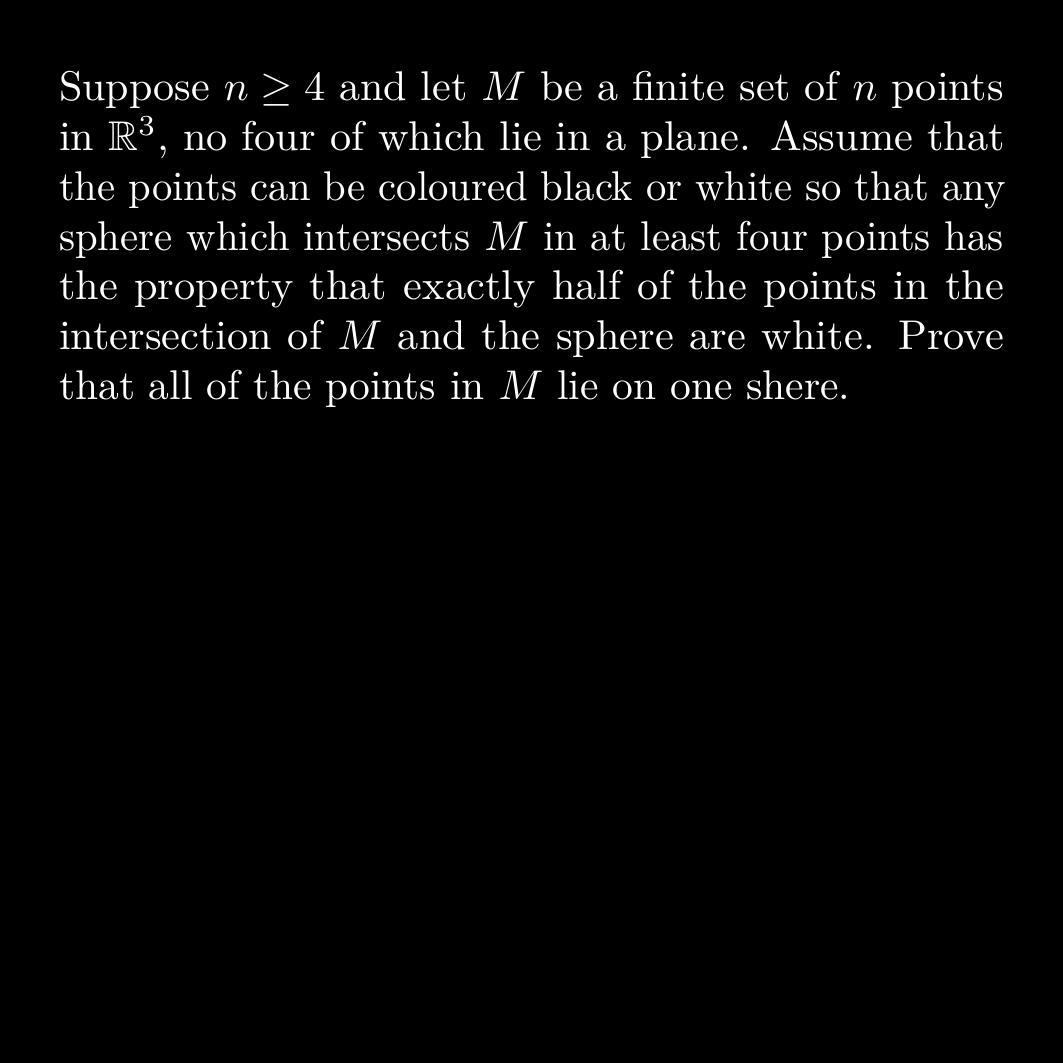 Suppose $n \geq 4$ and let $M$ be a finite set of $n$ points
in $\mathbb{R}^3$, no four of which lie in a plane. Assume that
the points can be coloured black or white so that any
sphere which intersects $M$ in at least four points has
the property that exactly half of the points in the
intersection of $M$ and the sphere are white. Prove
that all of the points in $M$ lie on one shere.